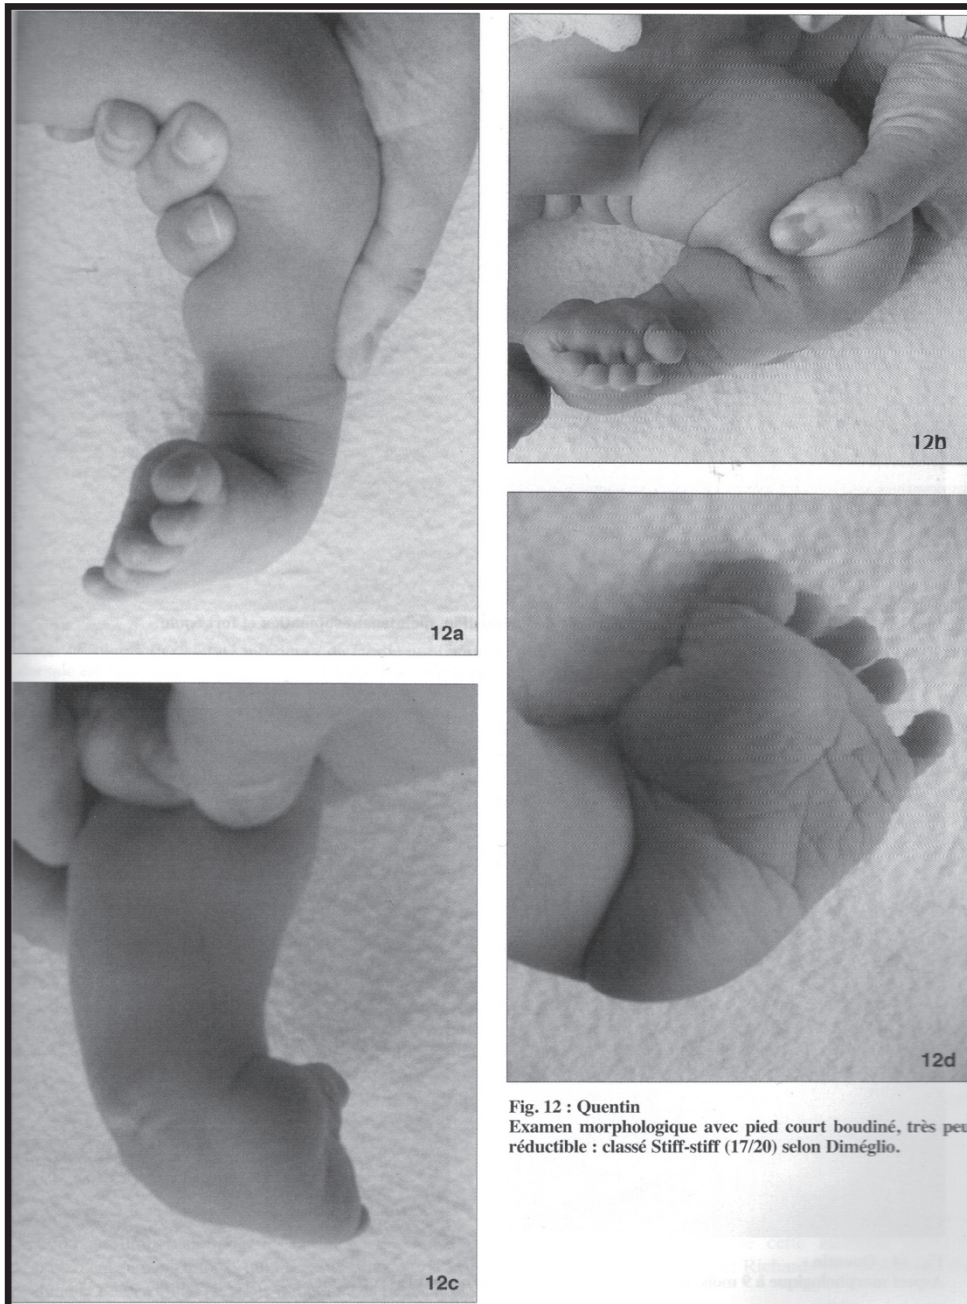 12a
12b
12c
12d
Fig. 12 : Quentin
Examen morphologique avec pied court boudiné, très peu
réductible : classé Stiff-stiff (17/20) selon Diméglio.